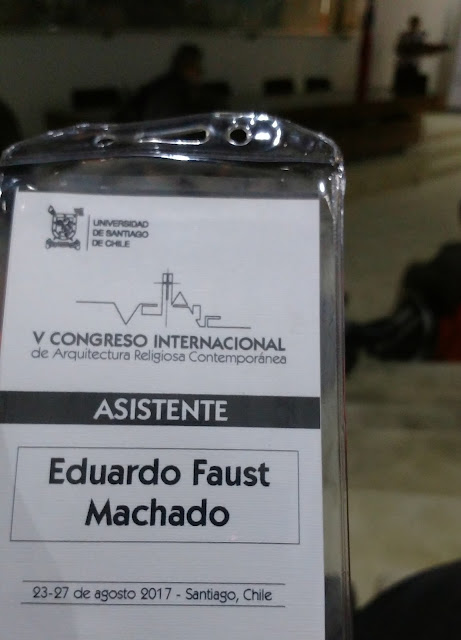 UNIVERSIDAD
DE SANTIAGO
DE CHILE
V CONGRESO INTERNACIONAL
de Arquitectura Religiosa Contemporánea
ASISTENTE
Eduardo Faust
Machado
23-27 de agosto 2017 - Santiago, Chile